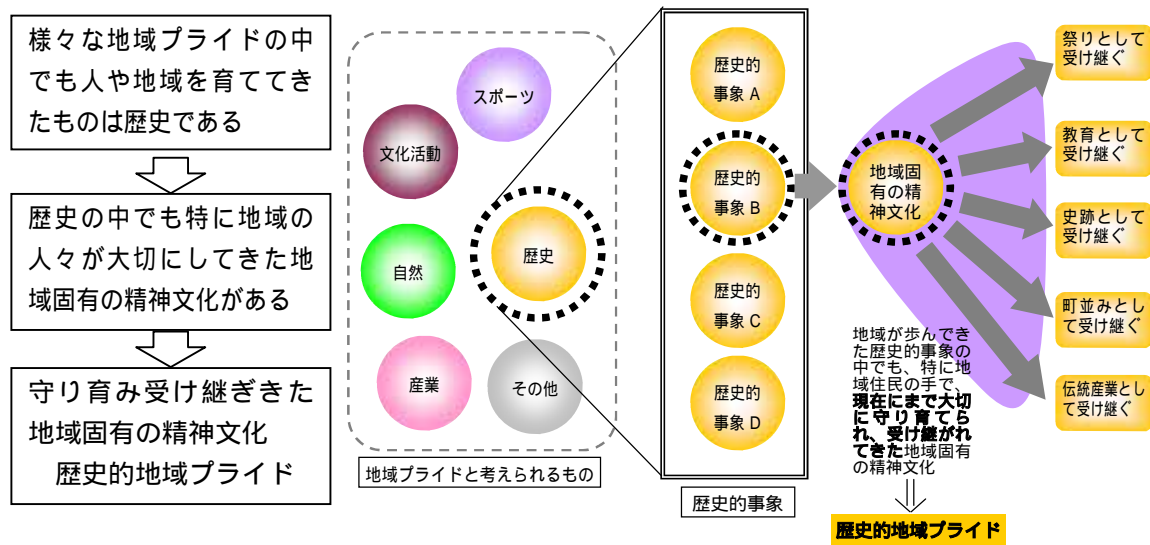 様々な地域プライドの中
でも人や地域を育ててき
たものは歴史である
歴史の中でも特に地域の
人々が大切にしてきた地
域固有の精神文化がある
守り育み受け継ぎきた
地域固有の精神文化
歴史的地域プライド
スポーツ
文化活動
歴史
自然
産業
その他
地域プライドと考えられるもの
歴史的
事象 A
歴史的
事象 B
歴史的
事象 C
歴史的
事象 D
歴史的事象
地域固
有の精
神文化
祭りとして
受け継ぐ
教育として
受け継ぐ
史跡として
受け継ぐ
町並みとし
て受け継ぐ
伝統産業とし
て受け継ぐ
地域が歩んでき
た歴史的事象の
中でも、特に地
域住民の手で、
現在にまで大切
に守り育てら
れ、受け継がれ
てきた地域固有
の精神文化
歴史的地域プライド